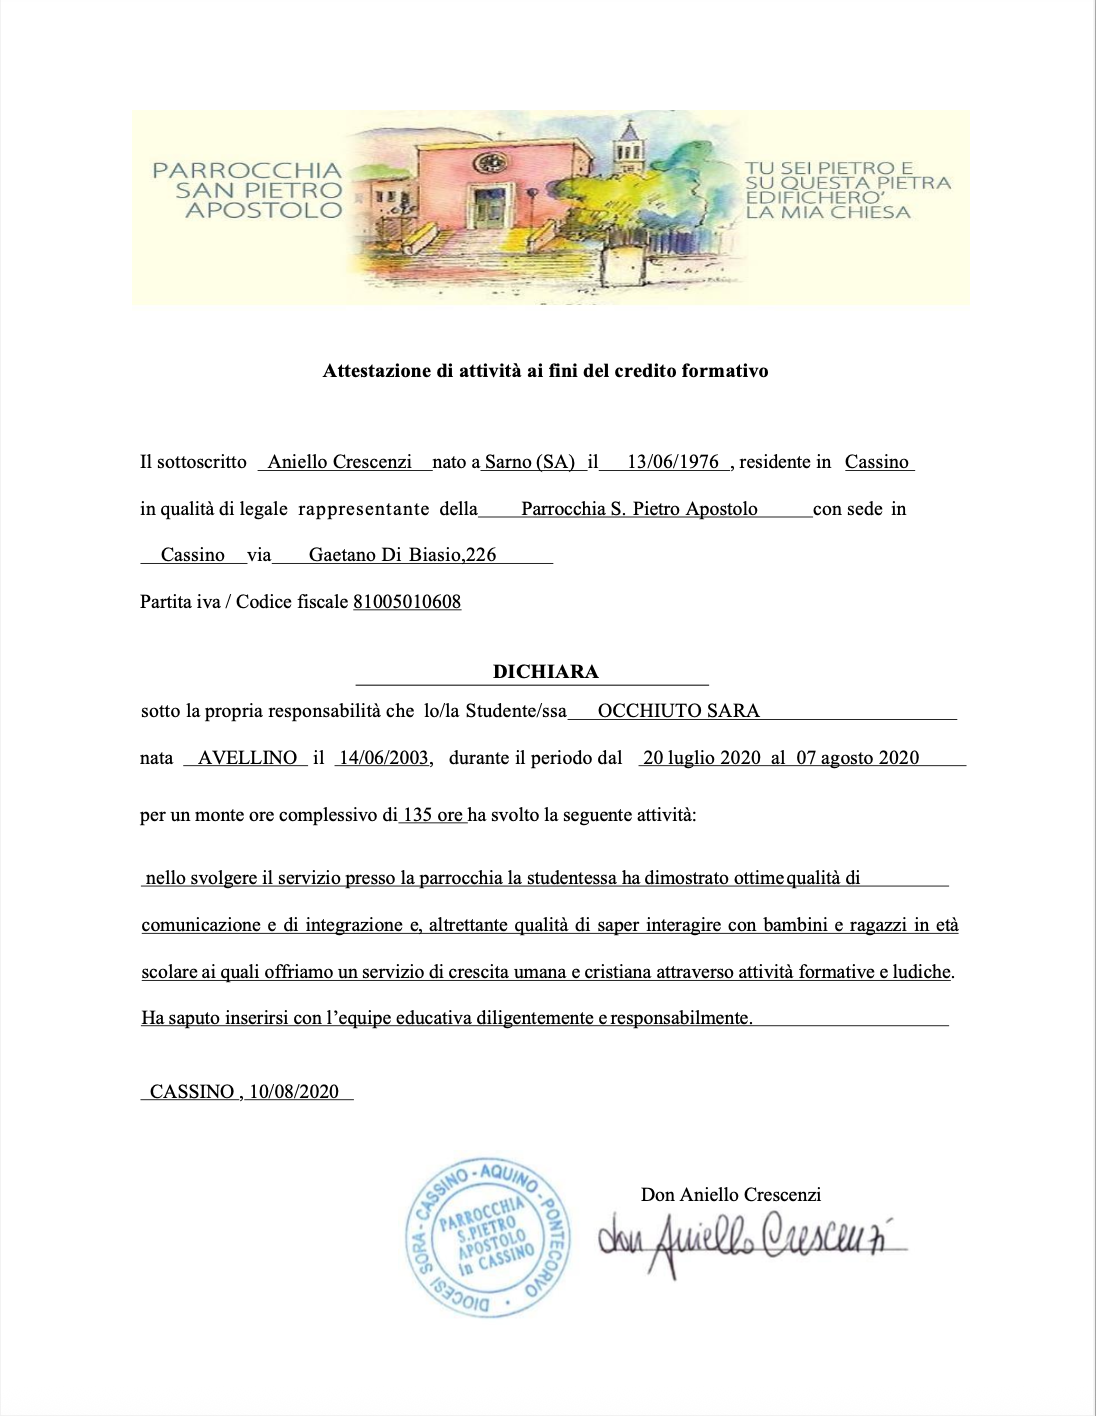 PARROCCHIA
SAN PIETRO
APOSTOLO
TU SEI PIETRO E
SU QUESTA PIETRA
EDIFICHERO'
LA MIA CHIESA
Attestazione di attività ai fini del credito formativo
Il sottoscritto Aniello Crescenzi nato a Sarno (SA) il 13/06/1976 , residente in Cassino
in qualità di legale rappresentante della Parrocchia S. Pietro Apostolo con sede in
Cassino via Gaetano Di Biasio,226
Partita iva / Codice fiscale 81005010608
DICHIARA
sotto la propria responsabilità che lo/la Studente/ssa OCCHIUTO SARA
nata AVELLINO il 14/06/2003, durante il periodo dal 20 luglio 2020 al 07 agosto 2020
per un monte ore complessivo di 135 ore ha svolto la seguente attività:
nello svolgere il servizio presso la parrocchia la studentessa ha dimostrato ottime qualità di
comunicazione e di integrazione e, altrettante qualità di saper interagire con bambini e ragazzi in età
scolare ai quali offriamo un servizio di crescita umana e cristiana attraverso attività formative e ludiche.
Ha saputo inserirsi con l'equipe educativa diligentemente e responsabilmente.
CASSINO , 10/08/2020
DIOCESI SORA - CASSINO - AQUINO - PONTECORVO
PARROCCHIA
S. PIETRO
APOSTOLO
in CASSINO
Don Aniello Crescenzi
don Aniello Crescenzi